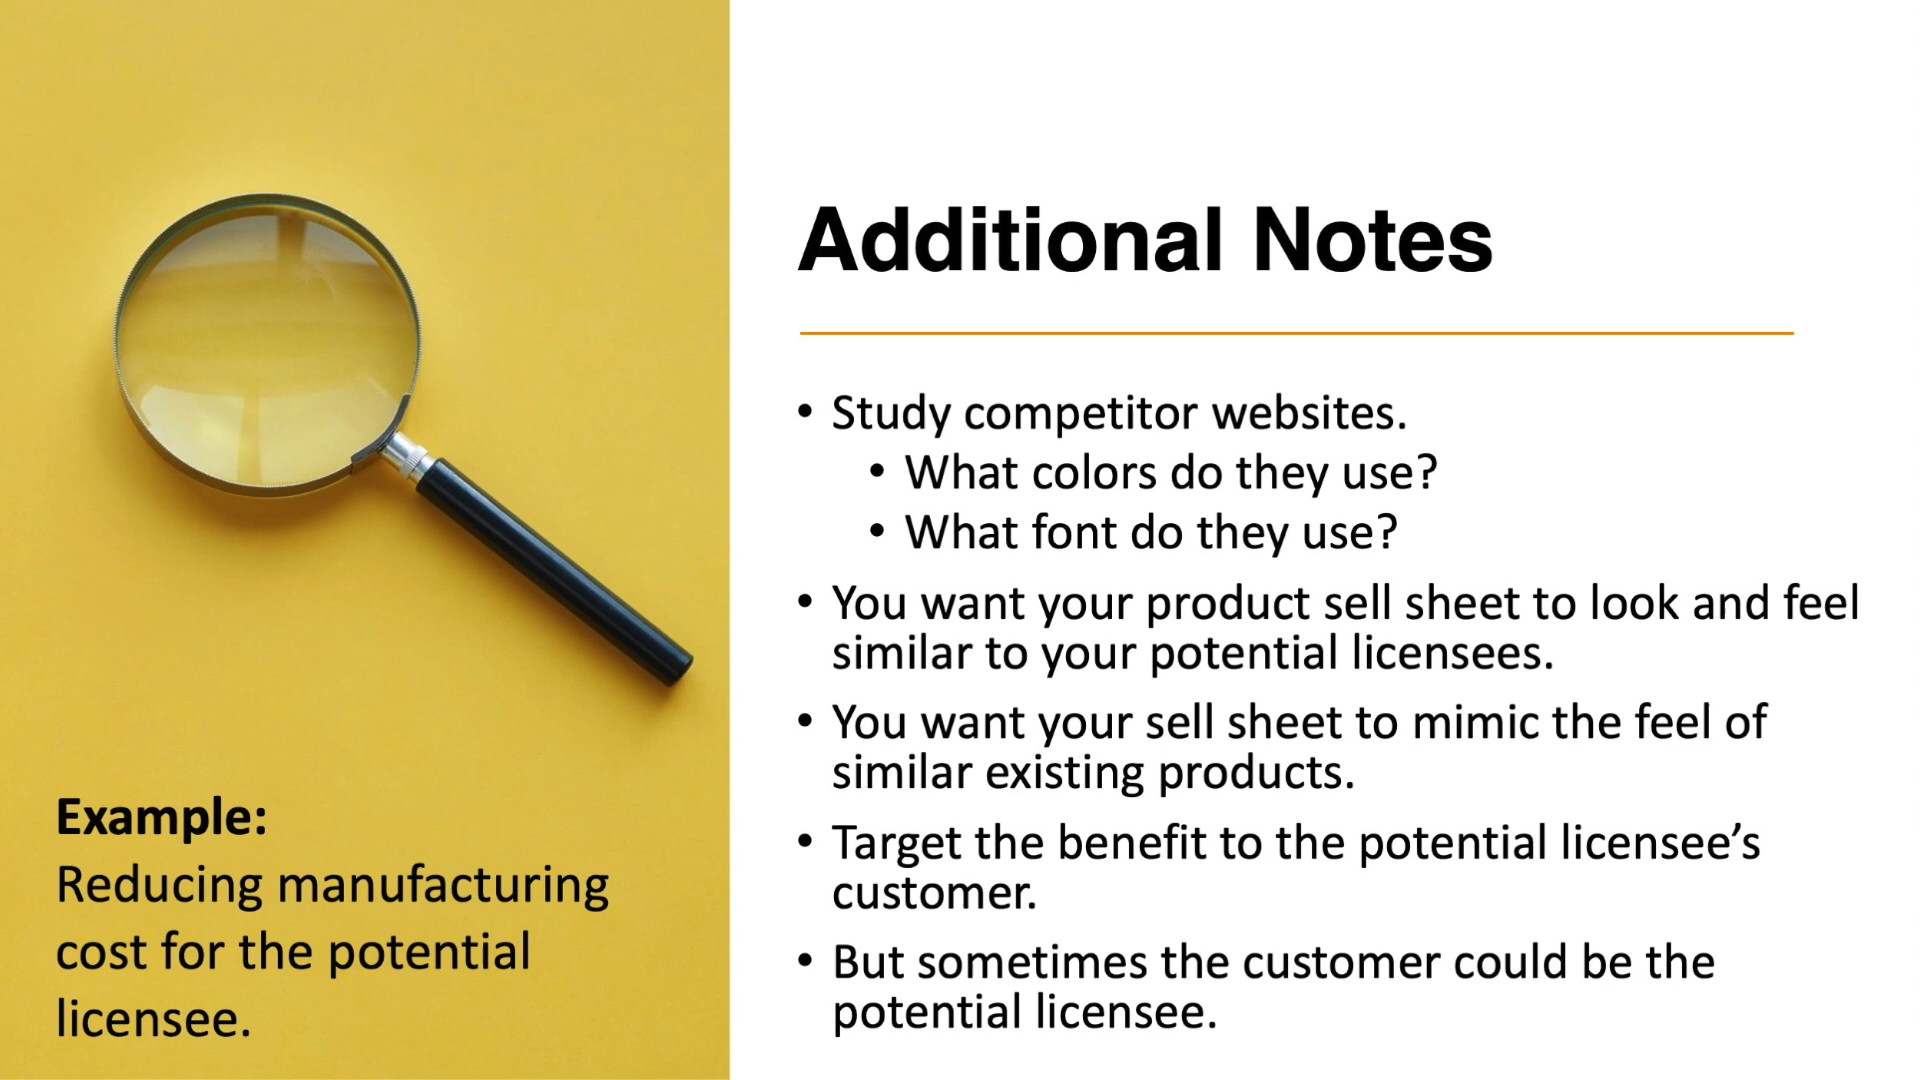 Additional Notes
• Study competitor websites.
• What colors do they use?
• What font do they use?
• You want your product sell sheet to look and feel
similar to your potential licensees.
• You want your sell sheet to mimic the feel of
similar existing products.
• Target the benefit to the potential licensee’s
customer.
• But sometimes the customer could be the
potential licensee.
Example:
Reducing manufacturing
cost for the potential
licensee.